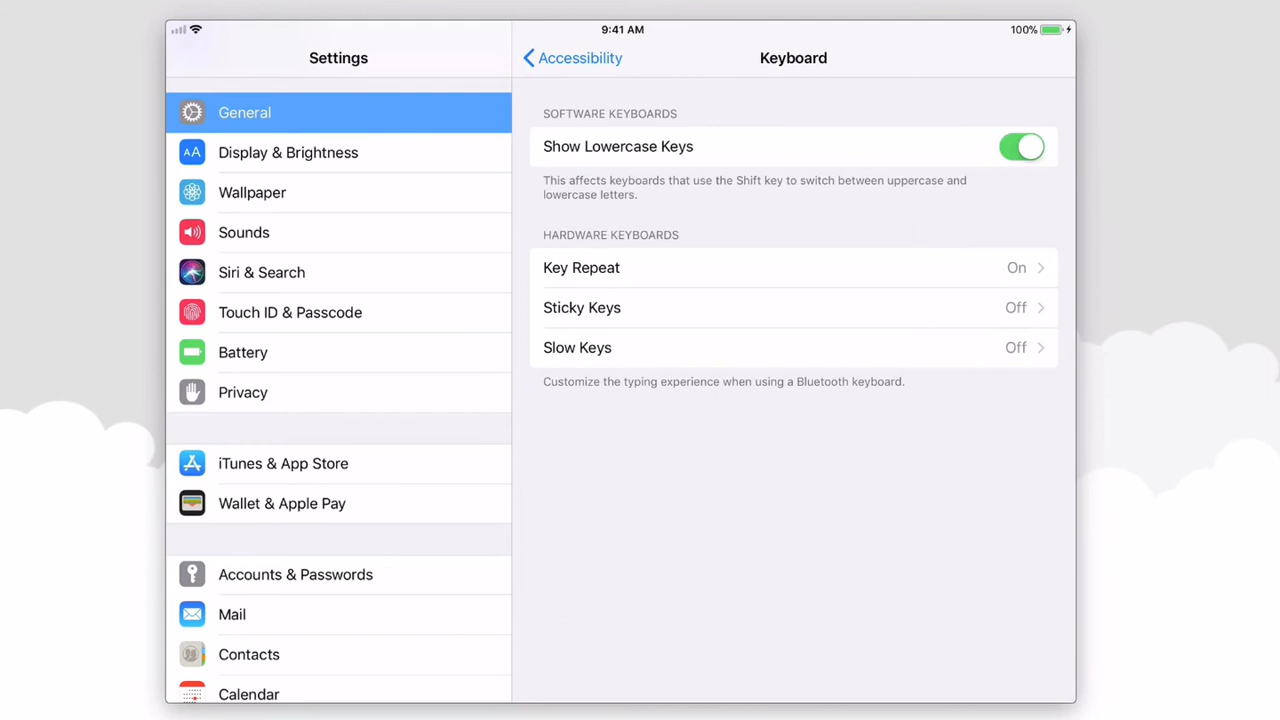 9:41 AM
100%
Settings
Accessibility
Keyboard
General
AA Display & Brightness
Wallpaper
Sounds
Siri & Search
Touch ID & Passcode
Battery
Privacy
iTunes & App Store
Wallet & Apple Pay
Accounts & Passwords
Mail
Contacts
Calendar
SOFTWARE KEYBOARDS
Show Lowercase Keys
This affects keyboards that use the Shift key to switch between uppercase and
lowercase letters.
HARDWARE KEYBOARDS
Key Repeat On
Sticky Keys Off
Slow Keys Off
Customize the typing experience when using a Bluetooth keyboard.